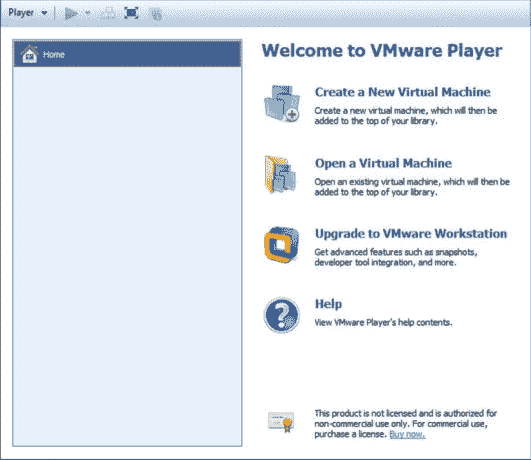 Player
Home
Welcome to VMware Player
Create a New Virtual Machine
Create a new virtual machine, which will then be
added to the top of your library.
Open a Virtual Machine
Open an existing virtual machine, which will then be
added to the top of your library.
Upgrade to VMware Workstation
Get advanced features such as snapshots,
developer tool integration, and more.
Help
View VMware Player's help contents.
This product is not licensed and is authorized for
non-commercial use only. For commercial use,
purchase a license. Buy now.